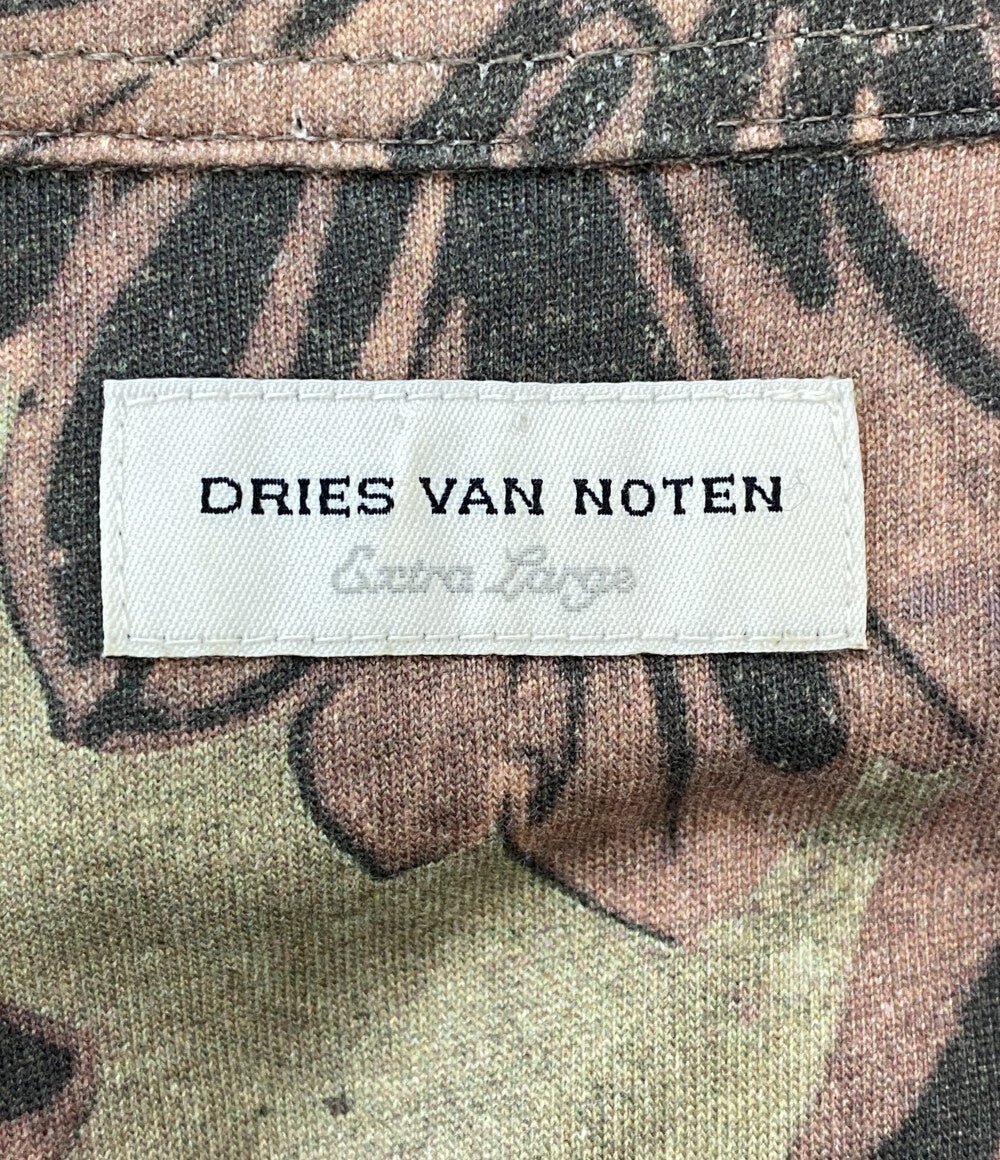 DRIES VAN NOTEN
Extra Large